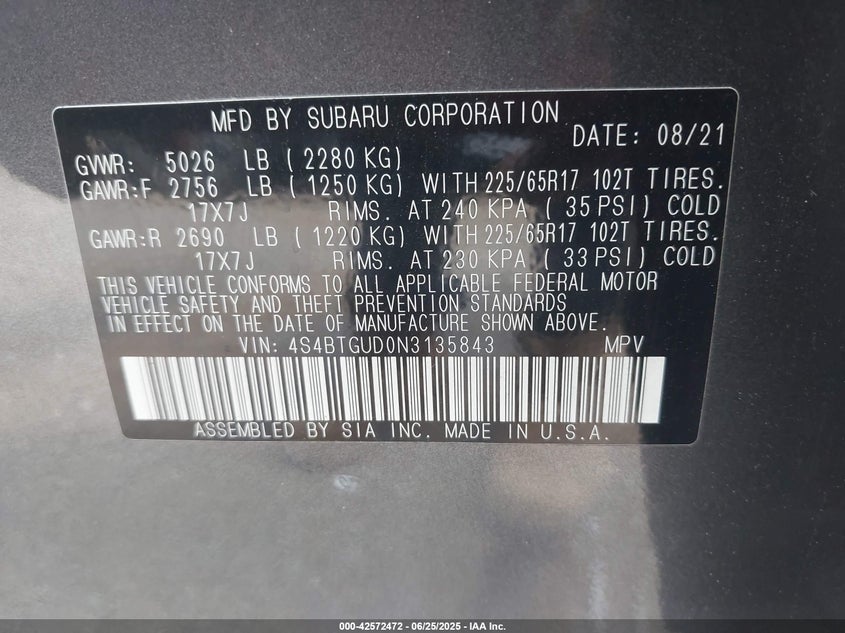 MFD BY SUBARU CORPORATION
DATE: 08/21
GVWR: 5026 LB ( 2280 KG)
GAWR:F 2756 LB ( 1250 KG) WITH 225/65R17 102T TIRES.
17X7J RIMS. AT 240 KPA ( 35 PSI) COLD
GAWR:R 2690 LB ( 1220 KG) WITH 225/65R17 102T TIRES.
17X7J RIMS. AT 230 KPA ( 33 PSI) COLD
THIS VEHICLE CONFORMS TO ALL APPLICABLE FEDERAL MOTOR
VEHICLE SAFETY AND THEFT PREVENTION STANDARDS
IN EFFECT ON THE DATE OF MANUFACTURE SHOWN ABOVE.
VIN: 4S4BTGUD0N3135843 MPV
ASSEMBLED BY SIA INC. MADE IN U.S.A.
000-42572472 - 06/25/2025 - IAA Inc.